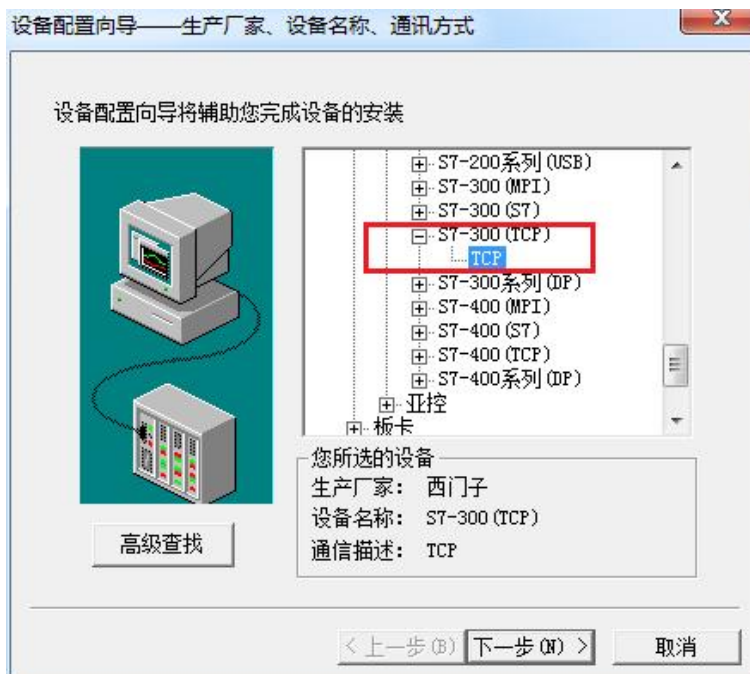 设备配置向导——生产厂家、设备名称、通讯方式
设备配置向导将辅助您完成设备的安装
S7-200系列(USB)
S7-300(MPI)
S7-300(S7)
S7-300(TCP)
TCP
S7-300系列(DP)
S7-400(MPI)
S7-400(S7)
S7-400(TCP)
S7-400系列(DP)
亚控
板卡
您所选的设备
生产厂家： 西门子
设备名称： S7-300(TCP)
通信描述： TCP
高级查找
<上一步(B) 下一步(N)> 取消